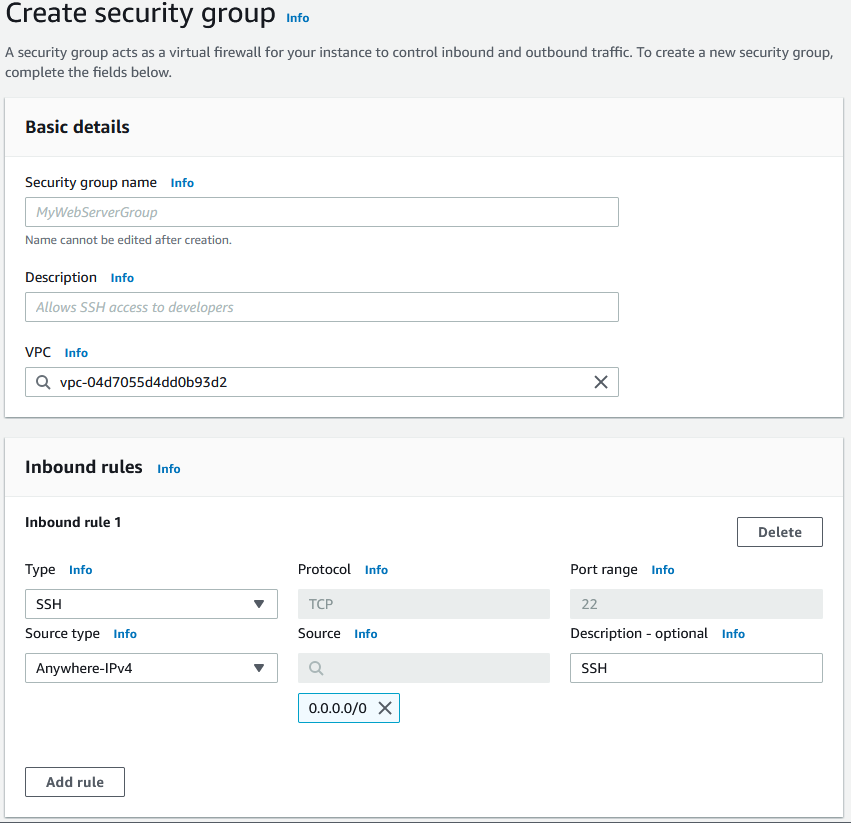 Create security group Info
A security group acts as a virtual firewall for your instance to control inbound and outbound traffic. To create a new security group,
complete the fields below.
Basic details
Security group name Info
MyWebServerGroup
Name cannot be edited after creation.
Description Info
Allows SSH access to developers
VPC Info
vpc-04d7055d4dd0b93d2
Inbound rules Info
Inbound rule 1
Delete
Type Info Protocol Info Port range Info
SSH TCP 22
Source type Info Source Info Description - optional Info
Anywhere-IPv4 SSH
0.0.0.0/0
Add rule